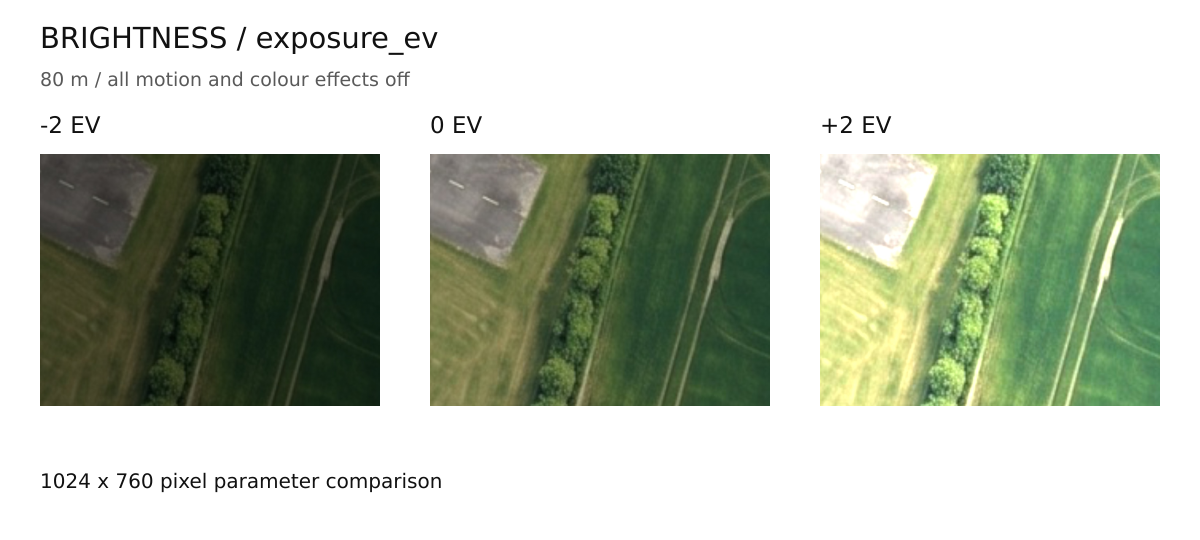 BRIGHTNESS / exposure_ev
80 m / all motion and colour effects off
-2 EV
0 EV
+2 EV
1024 x 760 pixel parameter comparison